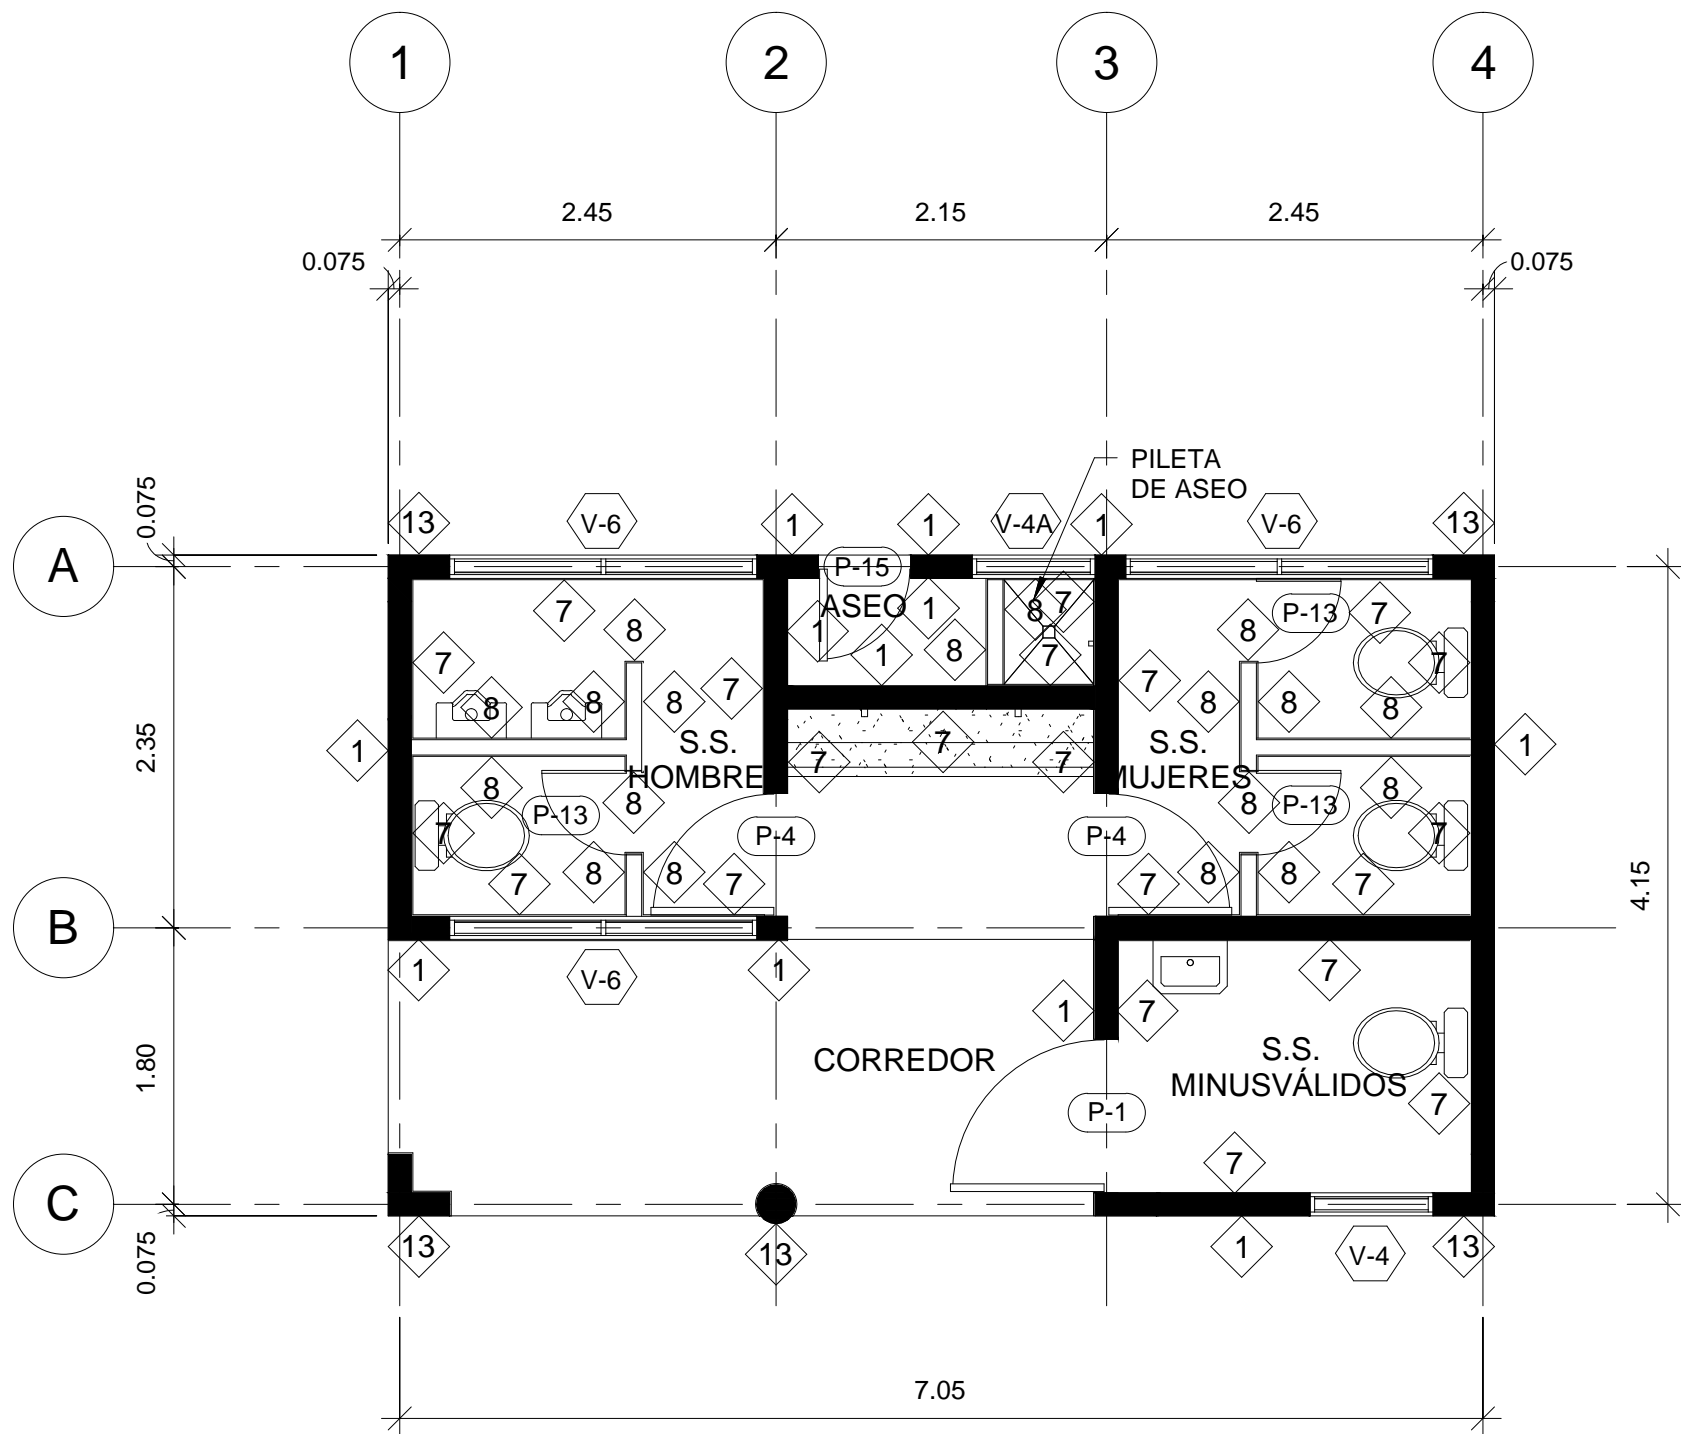 1 2 3 4
2.45 2.15 2.45
0.075 0.075
PILETA
DE ASEO
0.075
13 V-6 1 1 V-4A 1 V-6 13
A
P-15
ASEO
7 8 1 1 8 7 8 P-13 7
7 1 8 7 7 7
8 8 8 7 8 8 8
2.35
1 S.S. 7 S.S. 1
HOMBRE 7 7 MUJERES
8 P-13 8 8 P-13 8
7 P-4 P-4 7
7 8 8 7 7 8 8 7
4.15
B
1 V-6 1 7
1 7
1.80
CORREDOR S.S.
MINUSVÁLIDOS
P-1 7
7
C
13 13 1 V-4 13
0.075
7.05